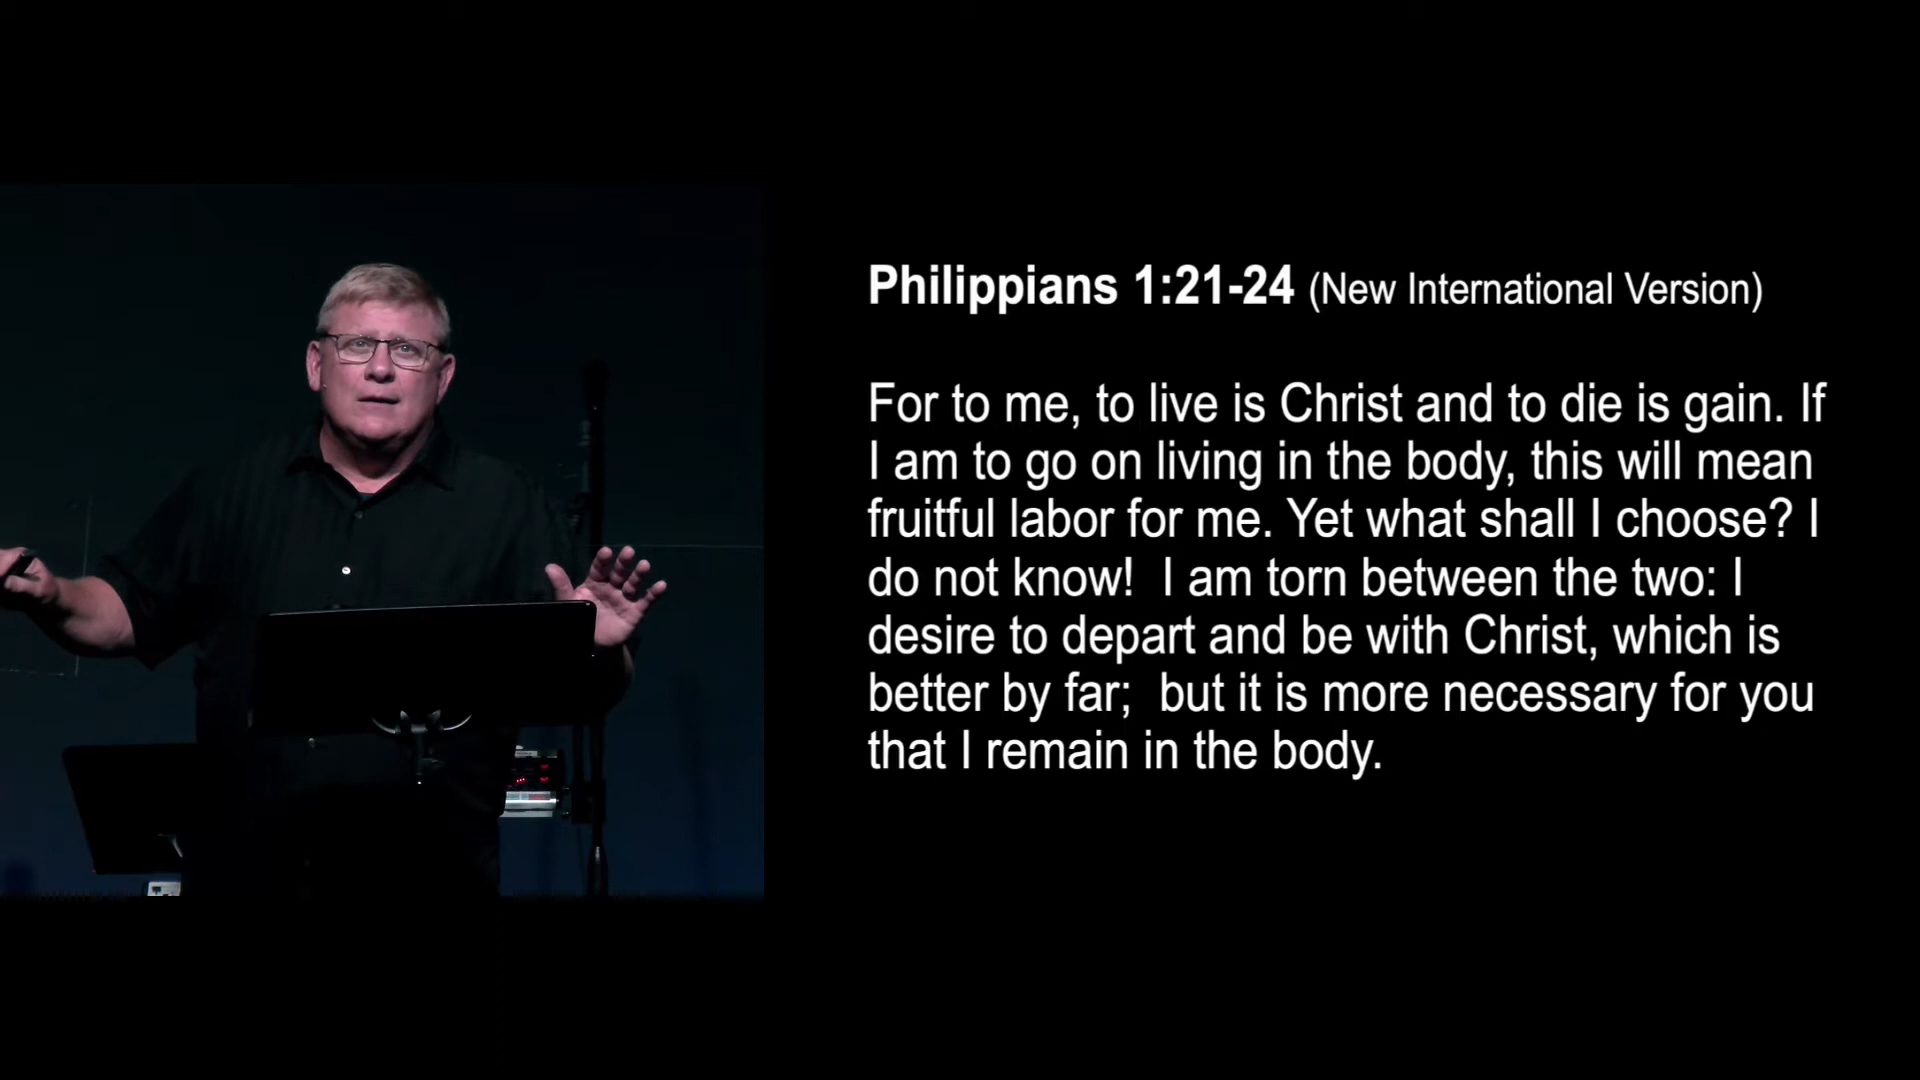 Philippians 1:21-24 (New International Version)
For to me, to live is Christ and to die is gain. If
I am to go on living in the body, this will mean
fruitful labor for me. Yet what shall I choose? I
do not know!  I am torn between the two: I
desire to depart and be with Christ, which is
better by far;  but it is more necessary for you
that I remain in the body.